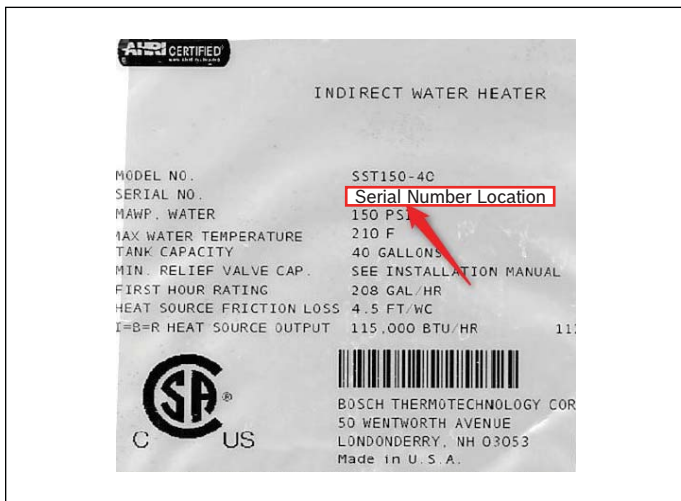 AHRI CERTIFIED®
INDIRECT WATER HEATER
MODEL NO. SST150-40
SERIAL NO. Serial Number Location
MAWP. WATER 150 PSI
MAX WATER TEMPERATURE 210 F
TANK CAPACITY 40 GALLONS
MIN. RELIEF VALVE CAP. SEE INSTALLATION MANUAL
FIRST HOUR RATING 208 GAL/HR
HEAT SOURCE FRICTION LOSS 4.5 FT/WC
I=B=R HEAT SOURCE OUTPUT 115,000 BTU/HR 11
BOSCH THERMOTECHNOLOGY COR
50 WENTWORTH AVENUE
LONDONDERRY, NH 03053
Made in U.S.A.
CSA®
C US